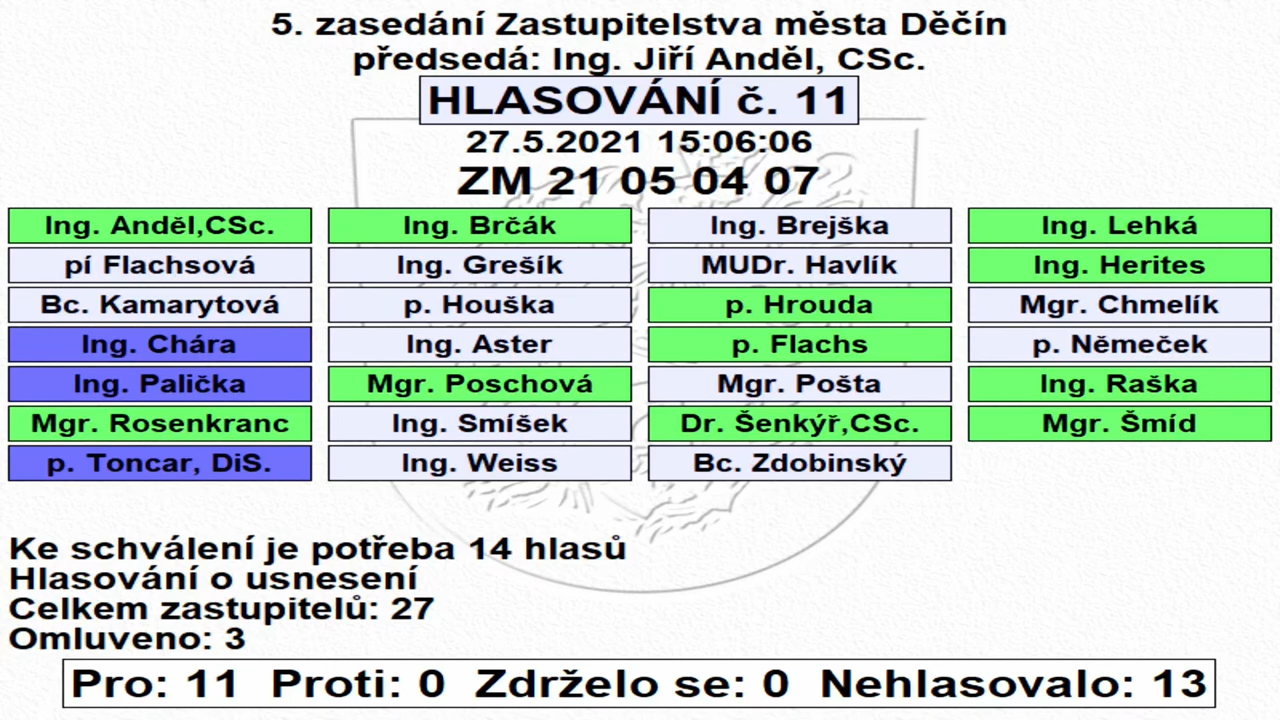 5. zasedání Zastupitelstva města Děčín
předsedá: Ing. Jiří Anděl, CSc.
HLASOVÁNÍ č. 11
27.5.2021 15:06:06
ZM 21 05 04 07
Ing. Anděl,CSc. Ing. Brčák Ing. Brejška Ing. Lehká
pí Flachsová Ing. Grešík MUDr. Havlík Ing. Herites
Bc. Kamarytová p. Houška p. Hrouda Mgr. Chmelík
Ing. Chára Ing. Aster p. Flachs p. Němeček
Ing. Palička Mgr. Poschová Mgr. Pošta Ing. Raška
Mgr. Rosenkranc Ing. Smíšek Dr. Šenkýř,CSc. Mgr. Šmíd
p. Toncar, DiS. Ing. Weiss Bc. Zdobinský
Ke schválení je potřeba 14 hlasů
Hlasování o usnesení
Celkem zastupitelů: 27
Omluveno: 3
Pro: 11 Proti: 0 Zdrželo se: 0 Nehlasovalo: 13